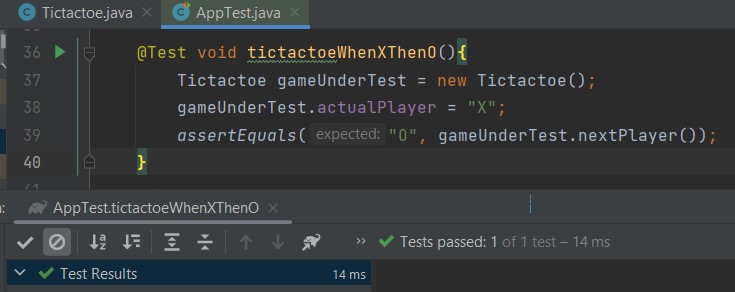 Tictactoe.java × AppTest.java ×
36 @Test void tictactoeWhenXThenO(){
37 Tictactoe gameUnderTest = new Tictactoe();
38 gameUnderTest.actualPlayer = "X";
39 assertEquals( expected: "O", gameUnderTest.nextPlayer());
40 }
AppTest.tictactoeWhenXThenO ×
» Tests passed: 1 of 1 test – 14 ms
Test Results 14 ms